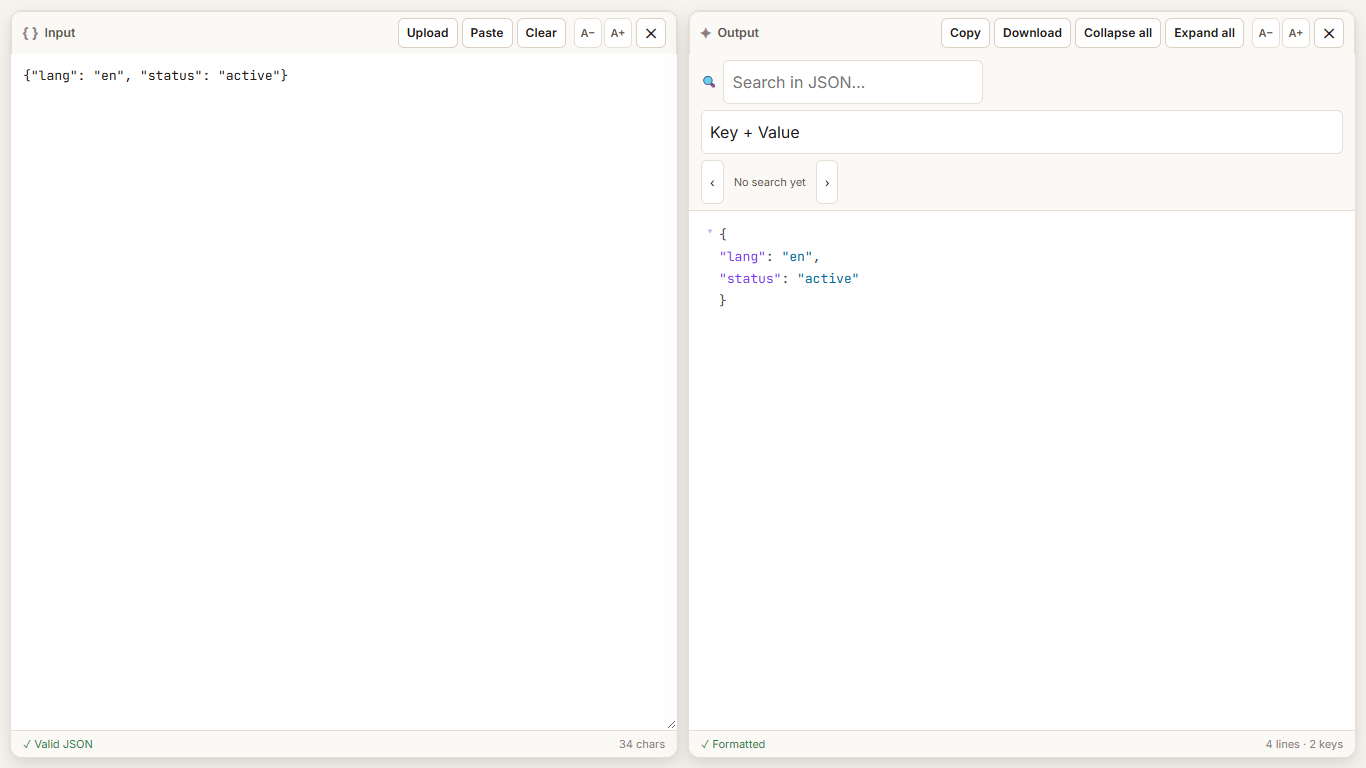 { } Input Upload Paste Clear A− A+ ✕
{"lang": "en", "status": "active"}
✓ Valid JSON 34 chars
✦ Output Copy Download Collapse all Expand all A− A+ ✕
🔍 Search in JSON...
Key + Value
‹ No search yet ›
▾ {
"lang": "en",
"status": "active"
}
✓ Formatted 4 lines · 2 keys